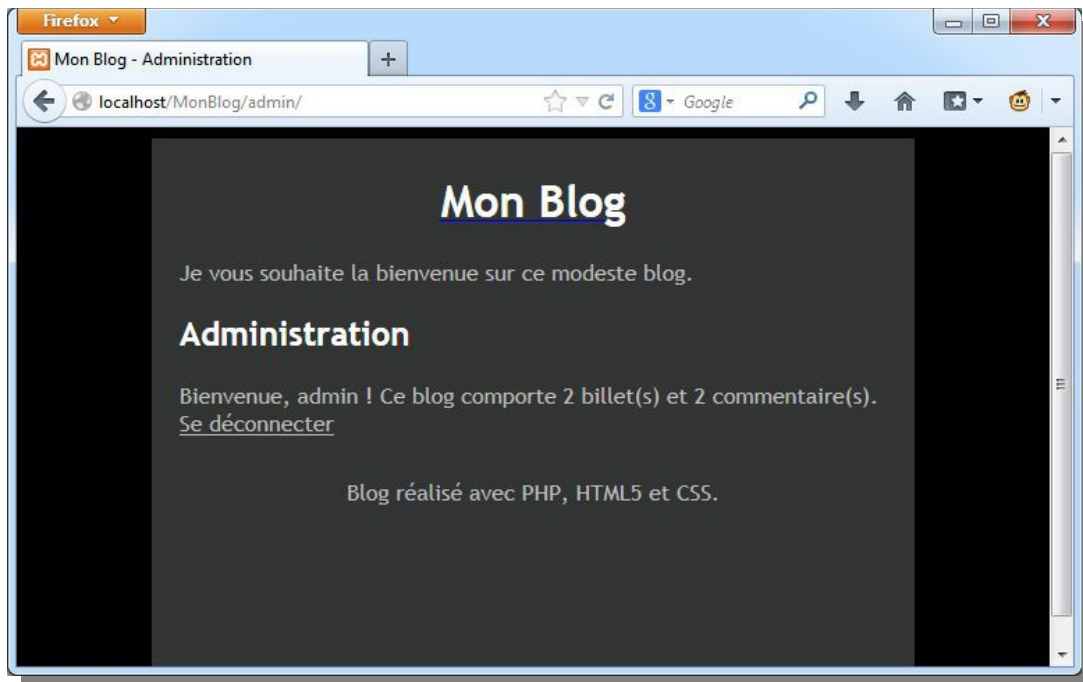 Firefox
Mon Blog - Administration
localhost/MonBlog/admin/
Google
Mon Blog
Je vous souhaite la bienvenue sur ce modeste blog.
Administration
Bienvenue, admin ! Ce blog comporte 2 billet(s) et 2 commentaire(s).
Se déconnecter
Blog réalisé avec PHP, HTML5 et CSS.